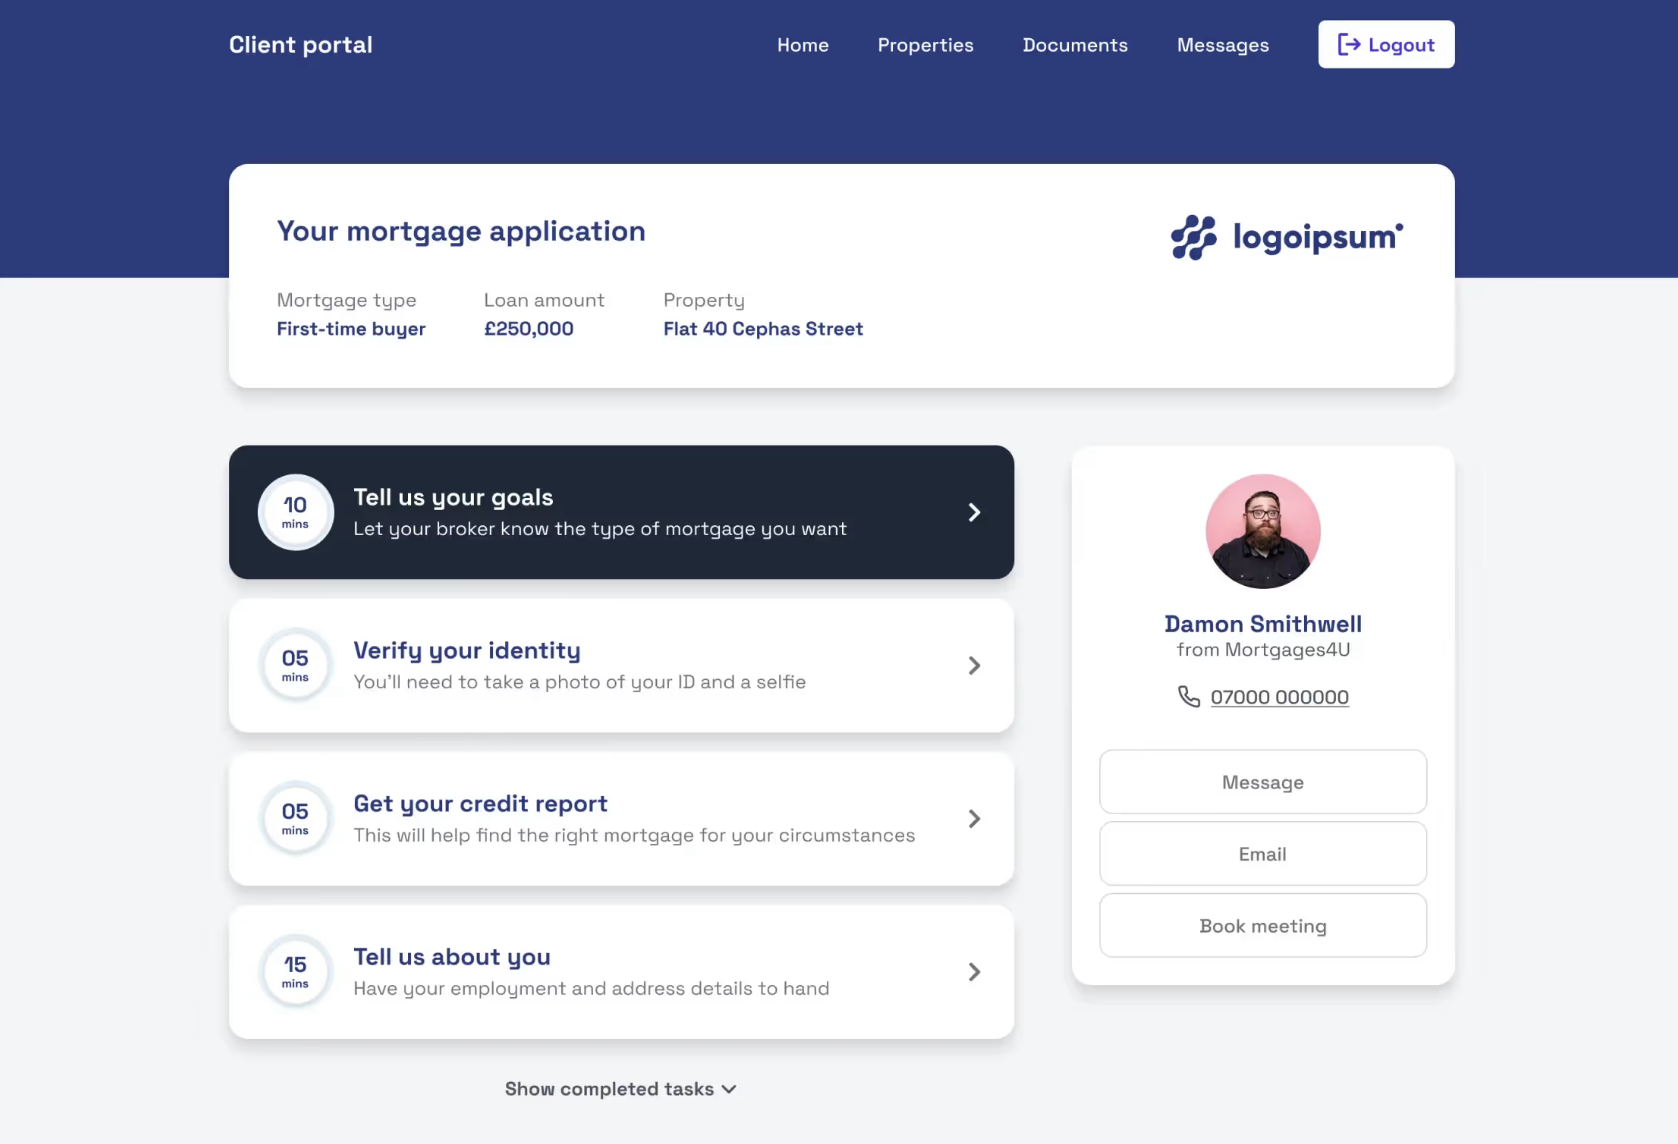 Client portal
Home
Properties
Documents
Messages
Logout
Your mortgage application
logoipsum
Mortgage type
First-time buyer
Loan amount
£250,000
Property
Flat 40 Cephas Street
10
mins
Tell us your goals
Let your broker know the type of mortgage you want
05
mins
Verify your identity
You'll need to take a photo of your ID and a selfie
05
mins
Get your credit report
This will help find the right mortgage for your circumstances
15
mins
Tell us about you
Have your employment and address details to hand
Show completed tasks
Damon Smithwell
from Mortgages4U
07000 000000
Message
Email
Book meeting